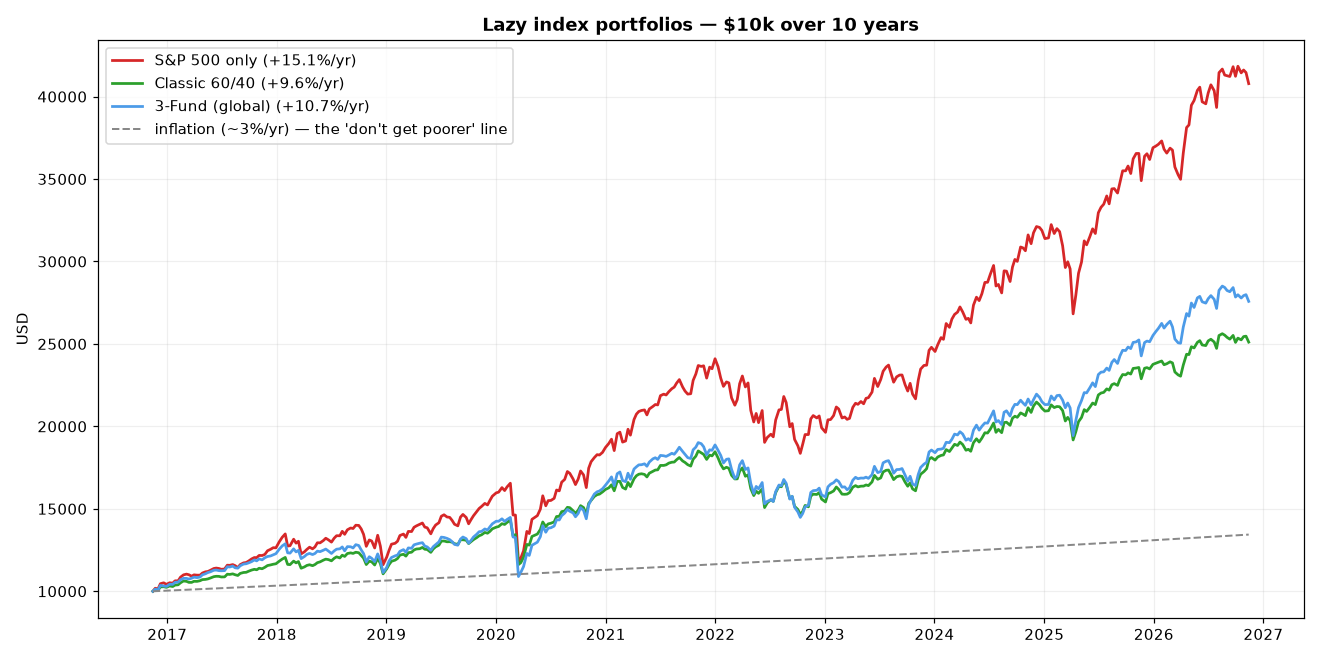 Lazy index portfolios — $10k over 10 years
S&P 500 only (+15.1%/yr)
Classic 60/40 (+9.6%/yr)
3-Fund (global) (+10.7%/yr)
inflation (~3%/yr) — the 'don't get poorer' line
USD
40000
35000
30000
25000
20000
15000
10000
2017 2018 2019 2020 2021 2022 2023 2024 2025 2026 2027